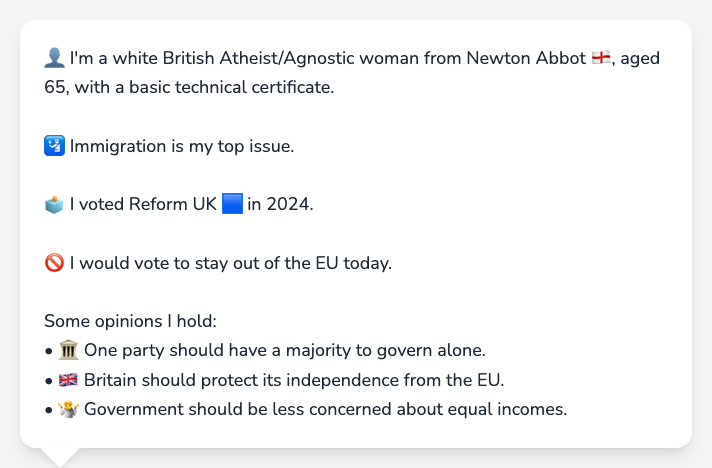 👤 I'm a white British Atheist/Agnostic woman from Newton Abbot 🏴󠁧󠁢󠁥󠁮󠁧󠁿, aged
65, with a basic technical certificate.
🛂 Immigration is my top issue.
🗳️ I voted Reform UK 🟦 in 2024.
🚫 I would vote to stay out of the EU today.
Some opinions I hold:
• 🏛️ One party should have a majority to govern alone.
• 🇬🇧 Britain should protect its independence from the EU.
• 🤷 Government should be less concerned about equal incomes.